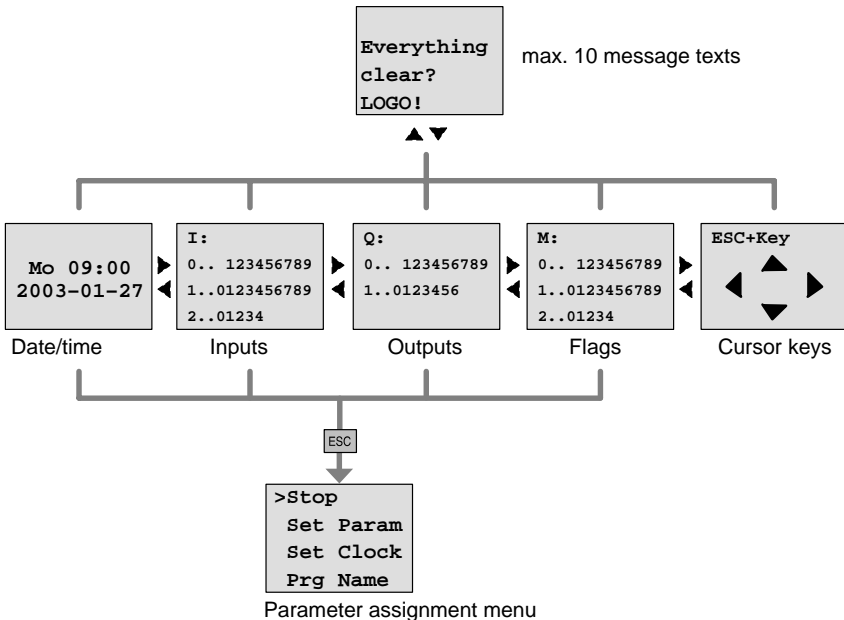 Everything
clear?
LOGO!
max. 10 message texts
Mo 09:00
2003-01-27
Date/time
I:
0.. 123456789
1..0123456789
2..01234
Inputs
Q:
0.. 123456789
1..0123456
Outputs
M:
0.. 123456789
1..0123456789
2..01234
Flags
ESC+Key
Cursor keys
ESC
>Stop
Set Param
Set Clock
Prg Name
Parameter assignment menu